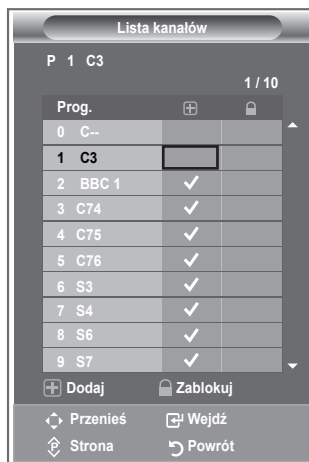 Lista kanałów
P 1 C3
1 / 10
Prog.
0 C--
1 C3
2 BBC 1
3 C74
4 C75
5 C76
6 S3
7 S4
8 S6
9 S7
Dodaj Zablokuj
Przenieś Wejdź
Strona Powrót